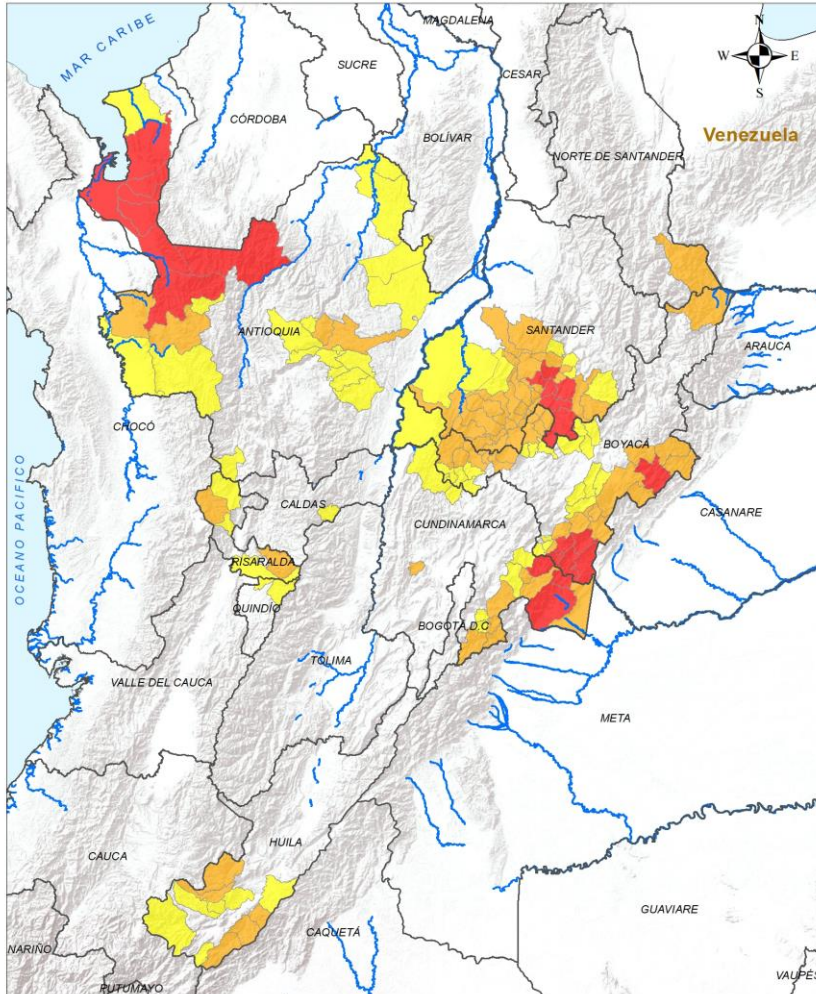 MAGDALENA
N
MAR CARIBE
SUCRE
W
E
CESAR
S
CÓRDOBA
BOLÍVAR
Venezuela
NORTE DE SANTANDER
ANTIOQUIA
SANTANDER
ARAUCA
CHOCÓ
BOYACÁ
OCEANO PACIFICO
CALDAS
CUNDINAMARCA
CASANARE
RISARALDA
QUINDÍO
BOGOTÁ D.C
TOLIMA
VALLE DEL CAUCA
META
HUILA
CAUCA
GUAVIARE
CAQUETÁ
NARIÑO
VAUPÉS
PUTUMAYO